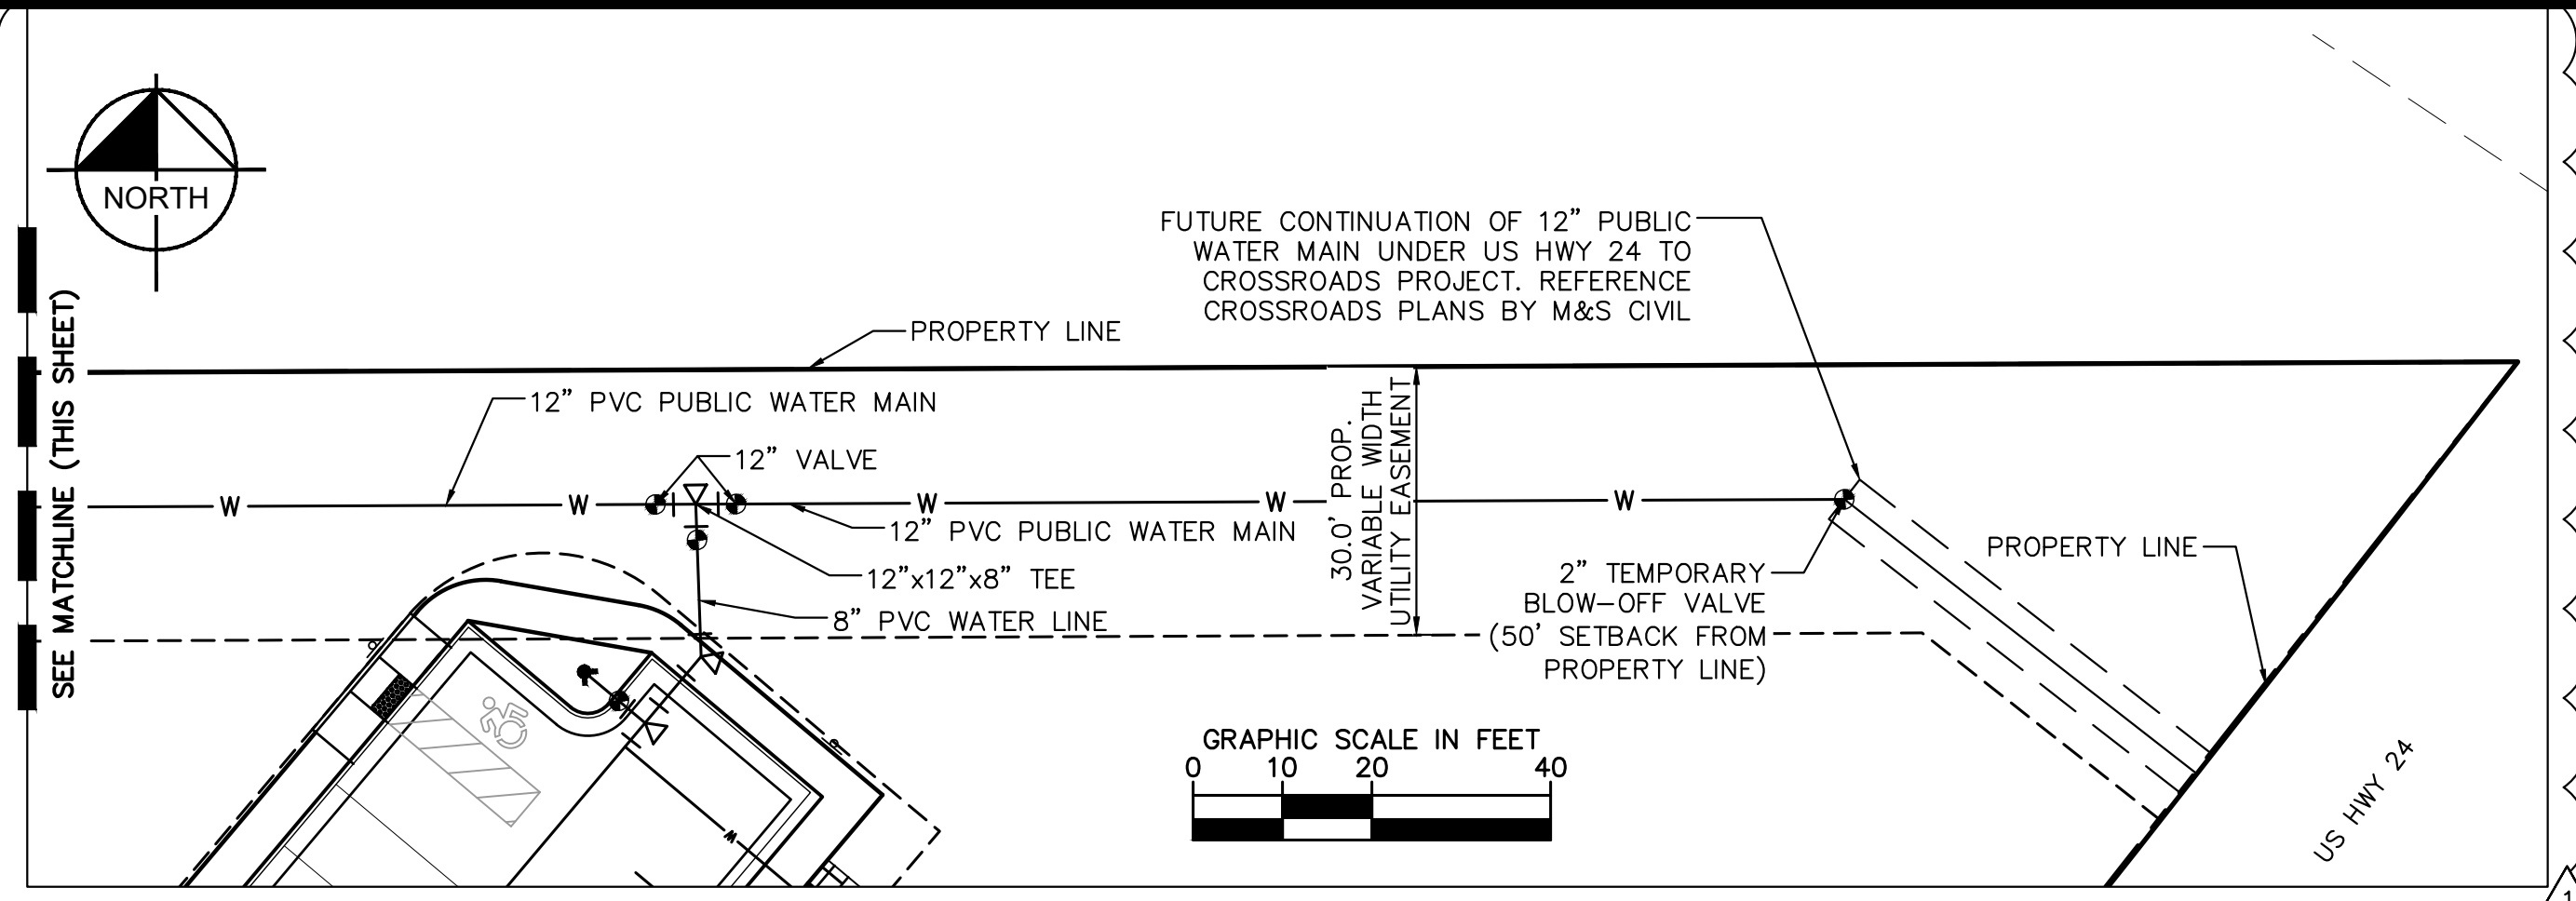 NORTH
SEE MATCHLINE (THIS SHEET)
FUTURE CONTINUATION OF 12" PUBLIC
WATER MAIN UNDER US HWY 24 TO
CROSSROADS PROJECT. REFERENCE
CROSSROADS PLANS BY M&S CIVIL
PROPERTY LINE
12" PVC PUBLIC WATER MAIN
12" VALVE
W
W
W
W
W
12" PVC PUBLIC WATER MAIN
12"x12"x8" TEE
8" PVC WATER LINE
30.0' PROP.
VARIABLE WIDTH
UTILITY EASEMENT
2" TEMPORARY
BLOW-OFF VALVE
(50' SETBACK FROM
PROPERTY LINE)
PROPERTY LINE
US HWY 24
GRAPHIC SCALE IN FEET
0 10 20 40
W
1